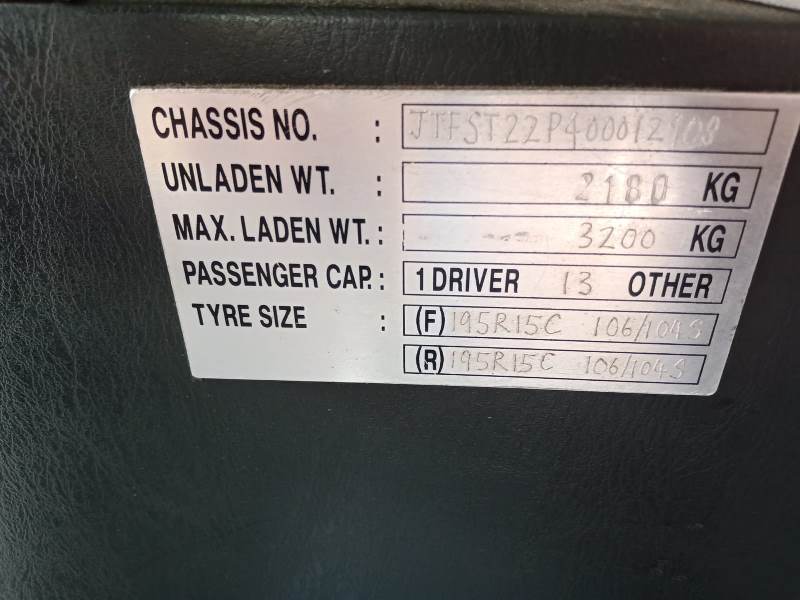 CHASSIS NO. : JTFST22P400012908
UNLADEN WT. : 2180 KG
MAX. LADEN WT. : 3200 KG
PASSENGER CAP. : 1 DRIVER 13 OTHER
TYRE SIZE : (F) 195R15C 106/104S
(R) 195R15C 106/104S